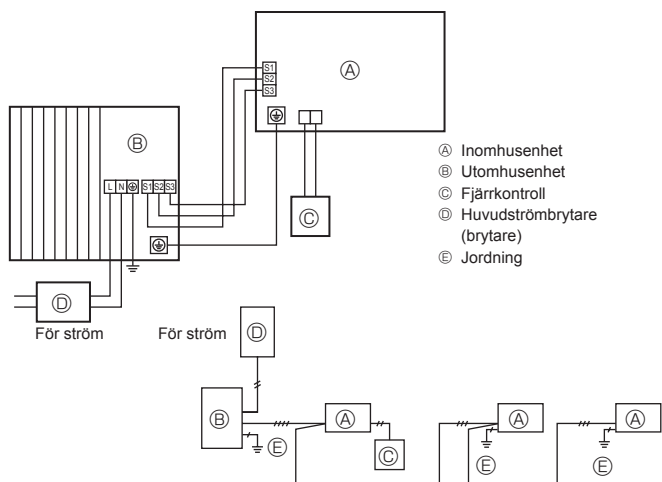 S1
S2
S3
Ⓐ
Ⓑ
L N S1 S2 S3
Ⓒ
Ⓓ
För ström
Ⓐ Inomhusenhet
Ⓑ Utomhusenhet
Ⓒ Fjärrkontroll
Ⓓ Huvudströmbrytare
(brytare)
Ⓔ Jordning
För ström Ⓓ
Ⓑ Ⓔ Ⓐ Ⓒ
Ⓐ Ⓔ
Ⓐ Ⓔ